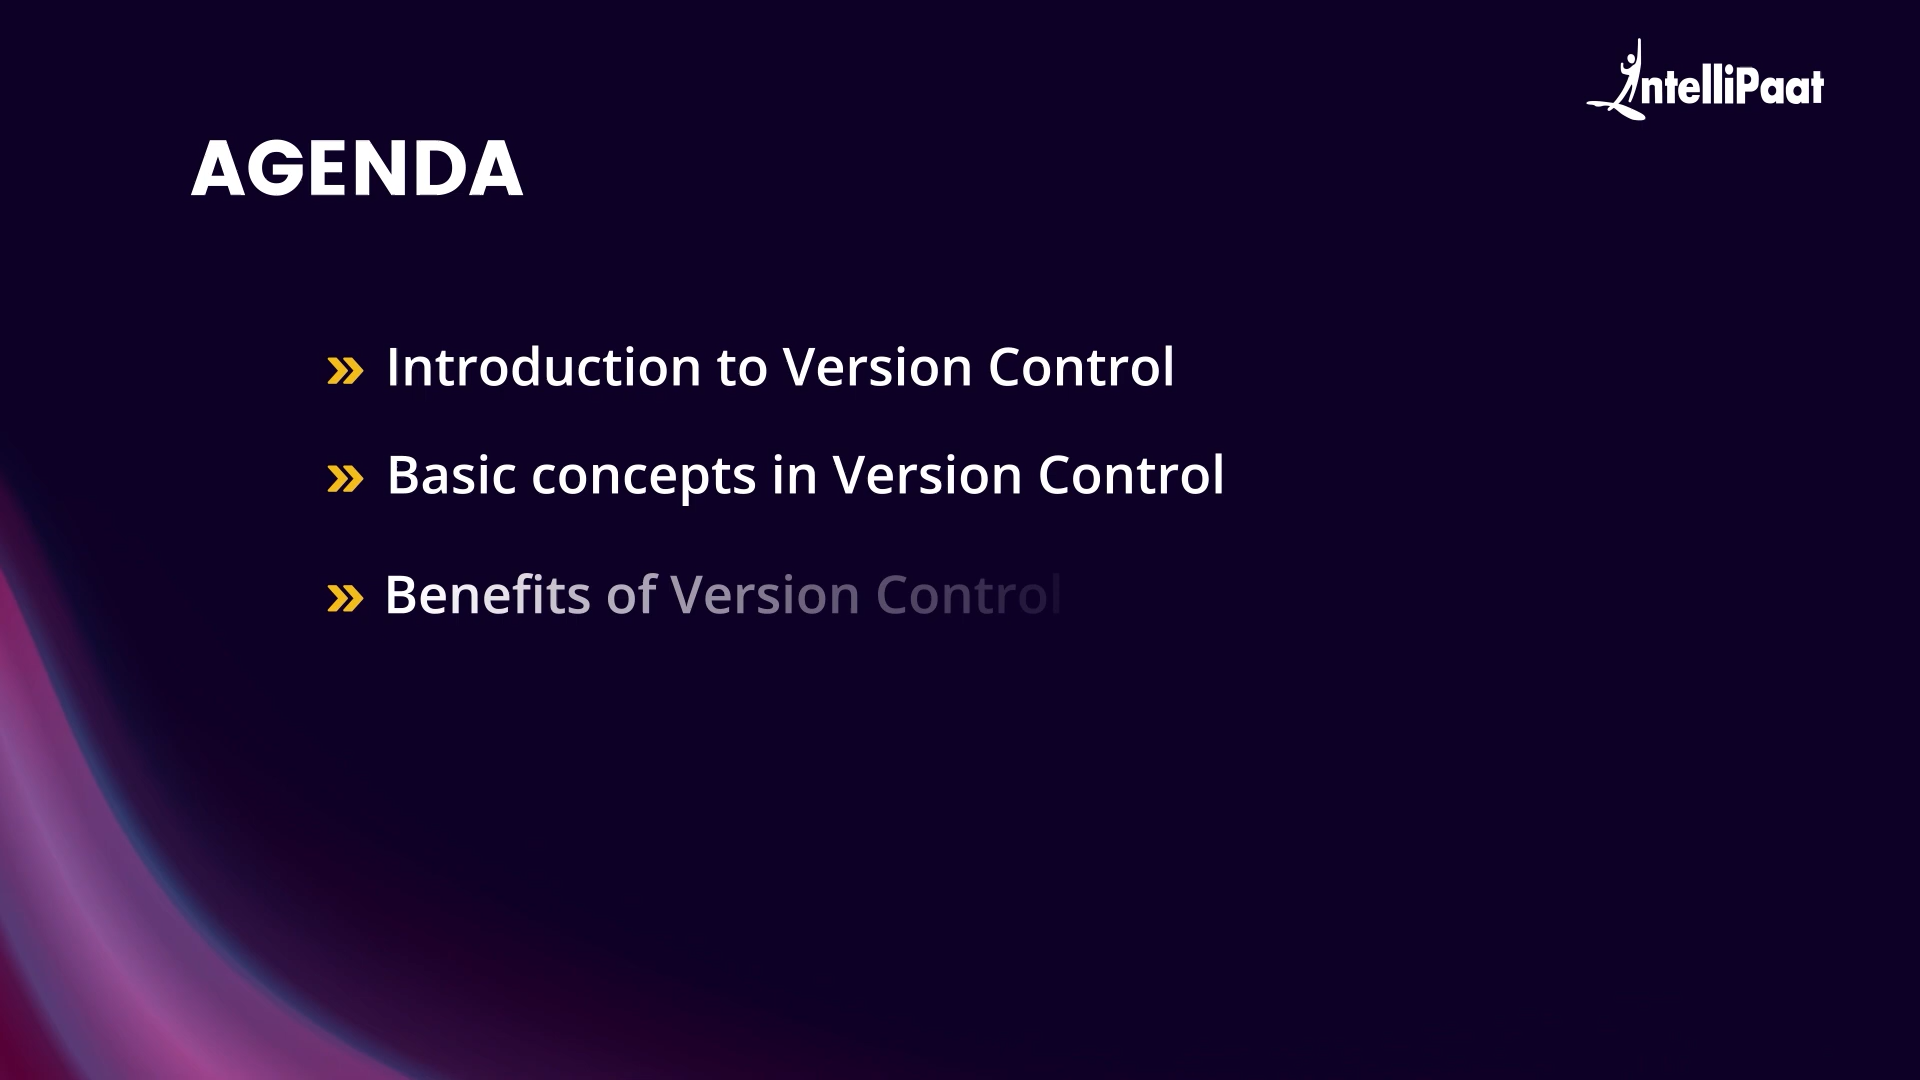 IntelliPaat
AGENDA
» Introduction to Version Control
» Basic concepts in Version Control
» Benefits of Version Control